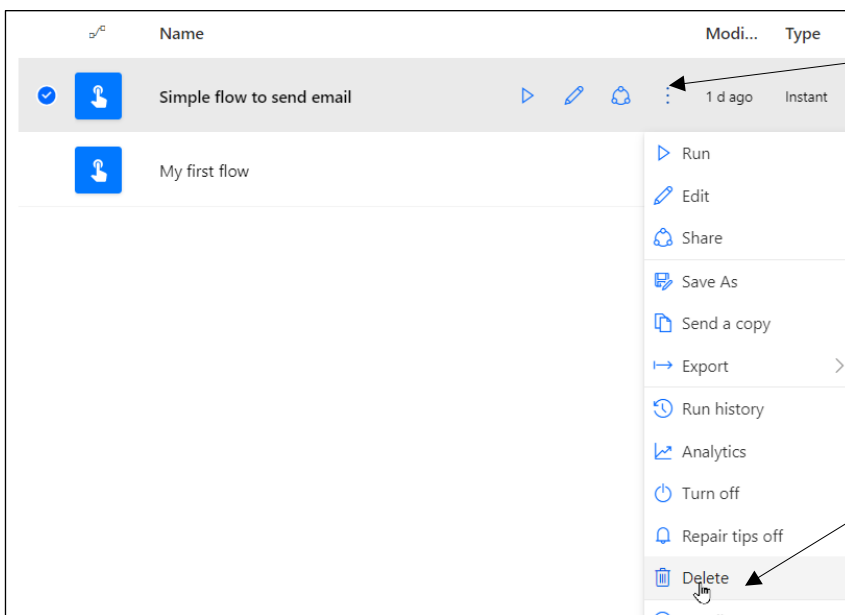 Name Modi... Type
Simple flow to send email 1 d ago Instant
My first flow
Run
Edit
Share
Save As
Send a copy
Export
Run history
Analytics
Turn off
Repair tips off
Delete